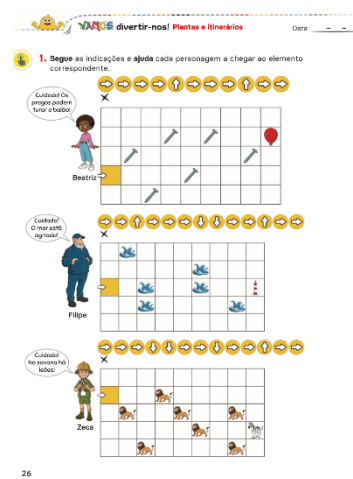 VAMOS divertir-nos! Plantas e itinerários
Data
1. Segue as indicações e ajuda cada personagem a chegar ao elemento
correspondente.
Cuidado! Os
pregos podem
furar o balão!
Beatriz
Cuidado!
O mar está
agitado!
Filipe
Cuidado!
Na savana há
leões!
Zeca
26